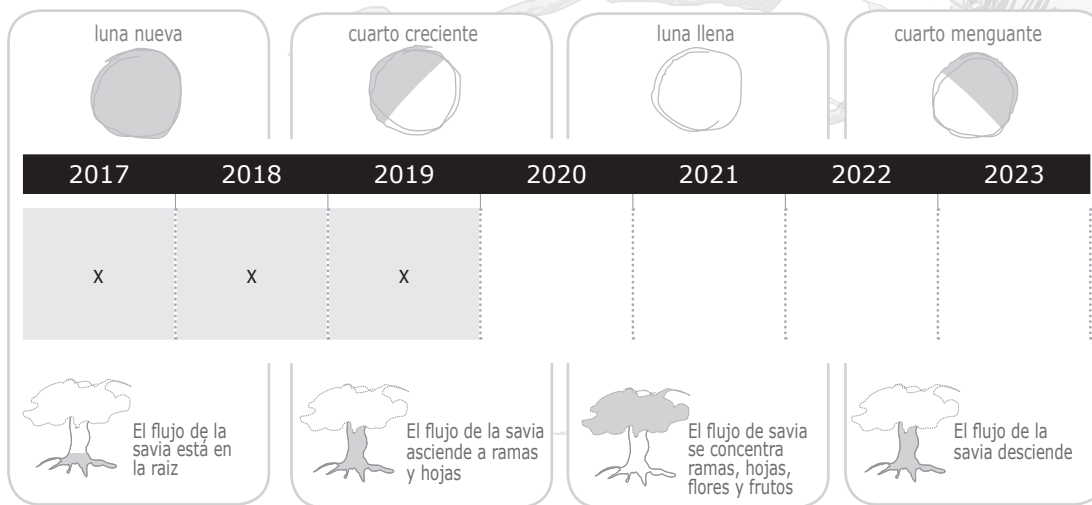 luna nueva
cuarto creciente
luna llena
cuarto menguante
2017 2018 2019 2020 2021 2022 2023
x x x
El flujo de la
savia está en
la raiz
El flujo de la savia
asciende a ramas
y hojas
El flujo de savia
se concentra
ramas, hojas,
flores y frutos
El flujo de la
savia desciende